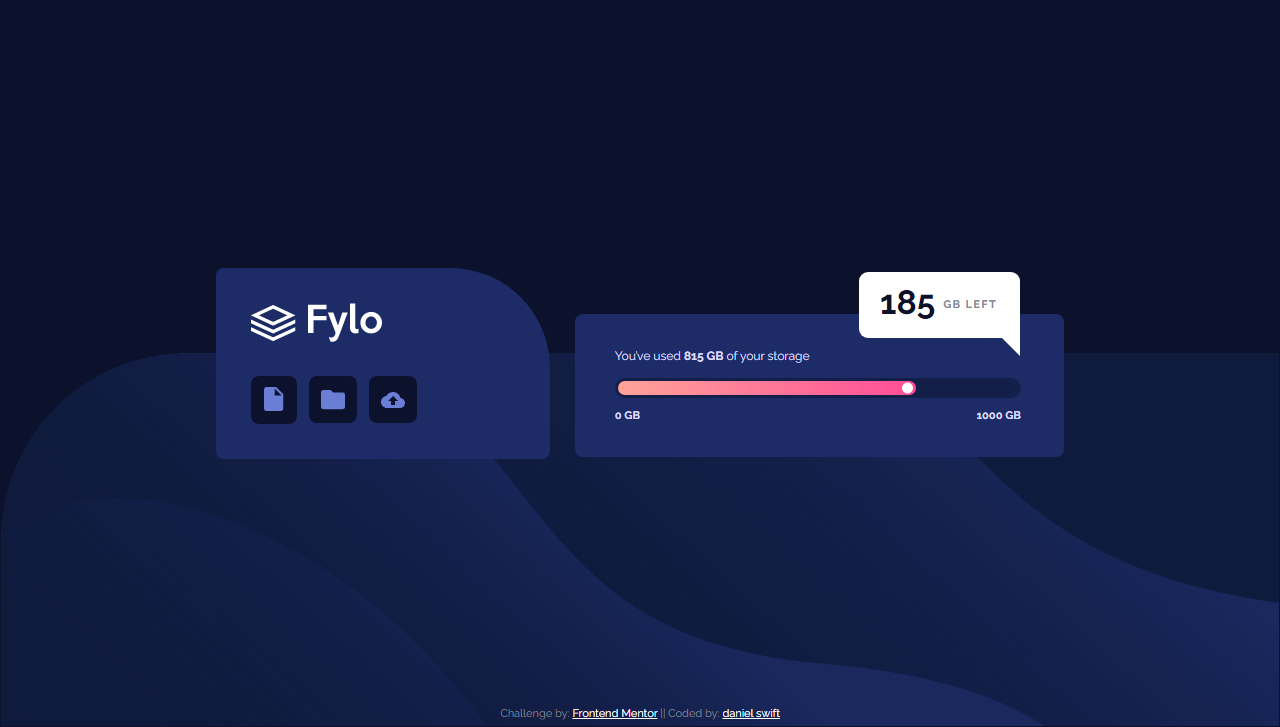 Fylo
185 GB LEFT
You've used 815 GB of your storage
0 GB 1000 GB
Challenge by: Frontend Mentor || Coded by: daniel swift